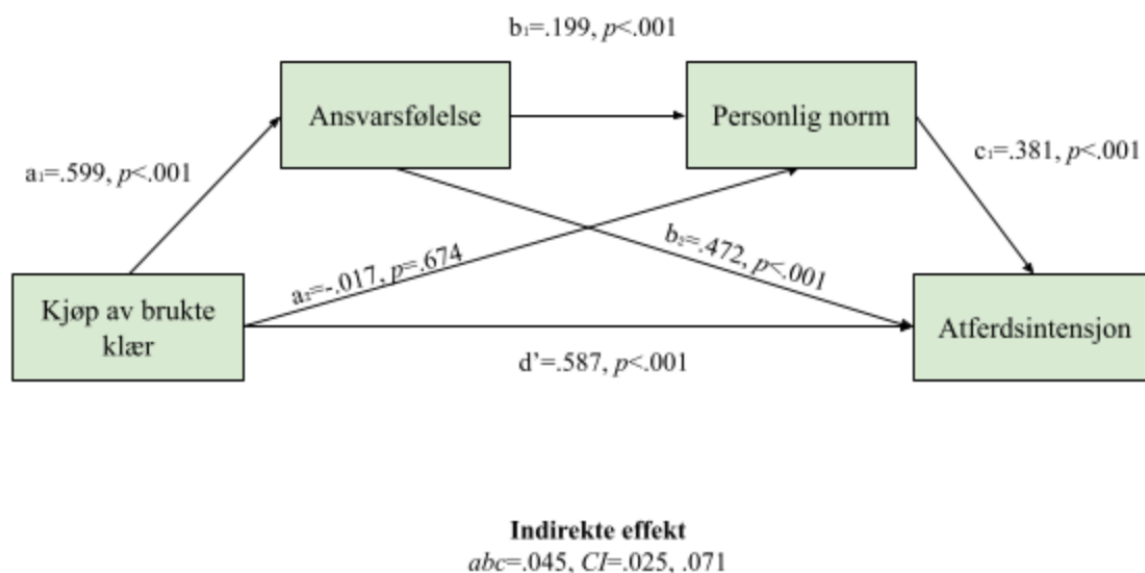 b₁=.199, p<.001
Ansvarsfølelse
Personlig norm
a₁=.599, p<.001
c₁=.381, p<.001
a₂=-.017, p=.674
b₂=.472, p<.001
Kjøp av brukte
klær
Atferdsintensjon
d’=.587, p<.001
Indirekte effekt
abc=.045, CI=.025, .071